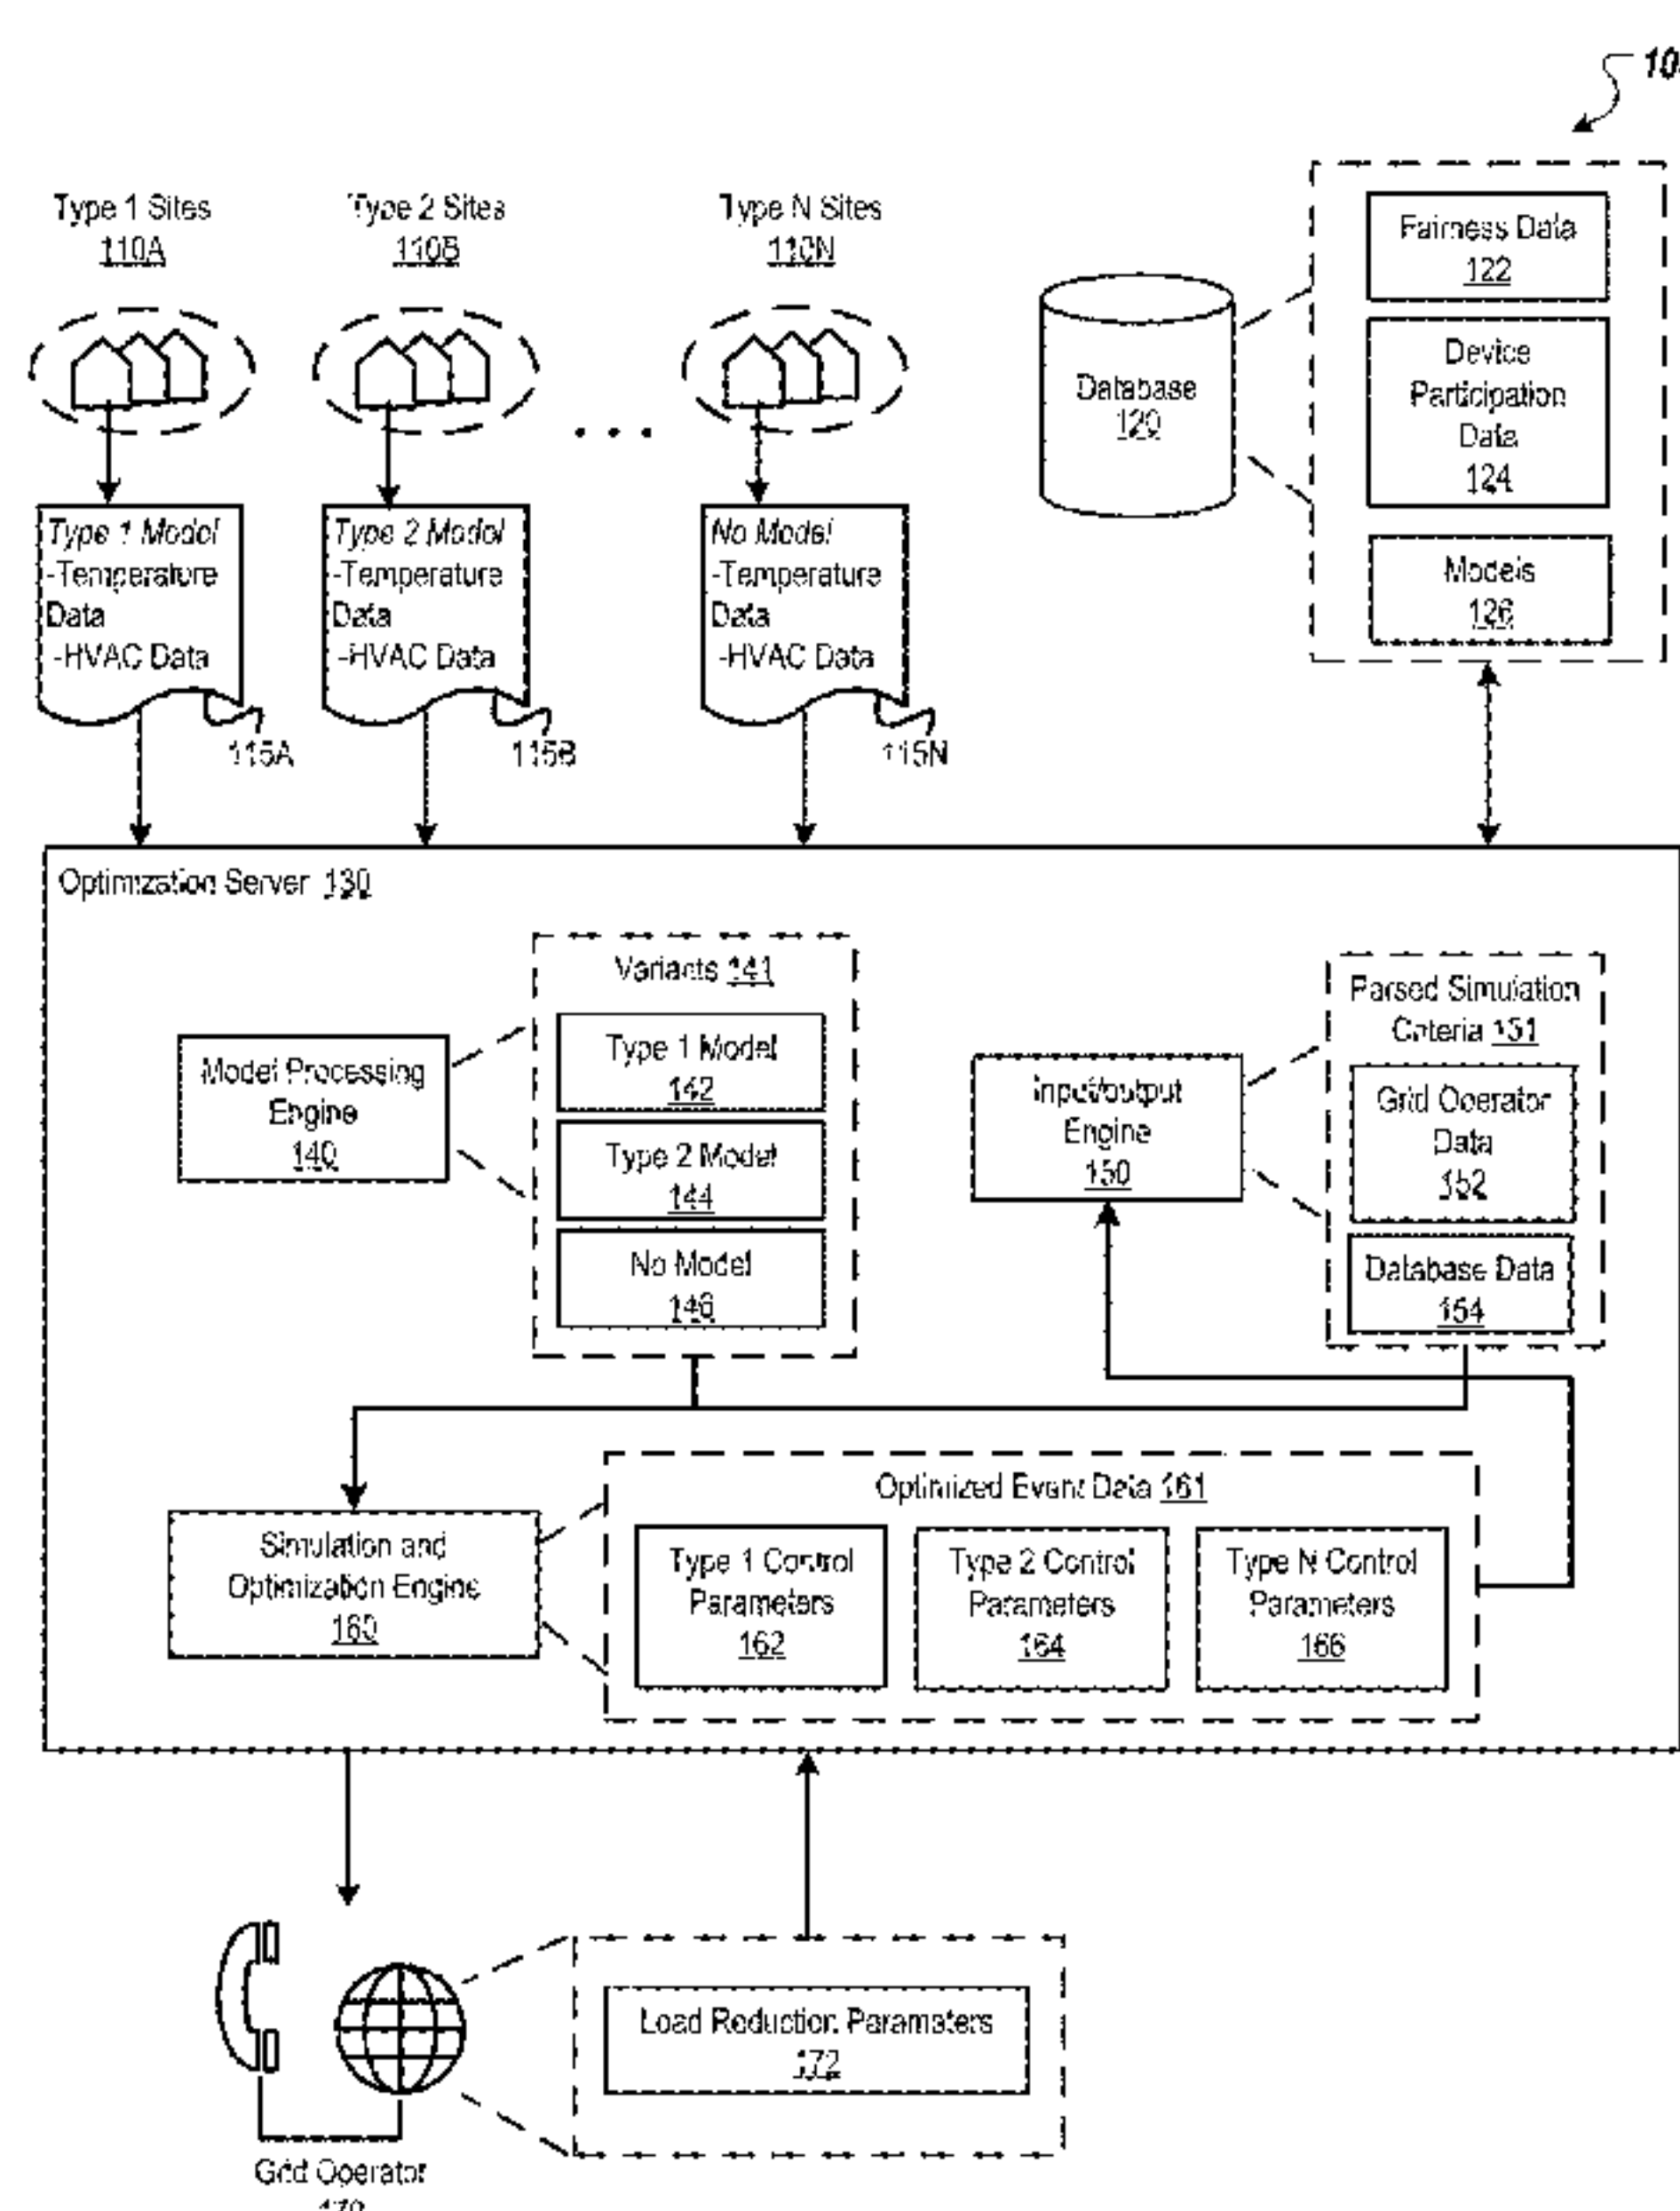 10
Type 1 Sites
110A
Type 2 Sites
110B
Type N Sites
110N
Fairness Data
122
Device
Participation
Data
124
Models
126
Database
120
Type 1 Model
-Temperature
Data
-HVAC Data
115A
Type 2 Model
-Temperature
Data
-HVAC Data
115B
No Model
-Temperature
Data
-HVAC Data
115N
Optimization Server 130
Model Processing
Engine
140
Variants 141
Type 1 Model
142
Type 2 Model
144
No Model
146
Input/output
Engine
150
Parsed Simulation
Criteria 151
Grid Operator
Data
152
Database Data
154
Simulation and
Optimization Engine
160
Optimized Event Data 161
Type 1 Control
Parameters
162
Type 2 Control
Parameters
164
Type N Control
Parameters
166
Load Reduction Parameters
172
Grid Operator
170